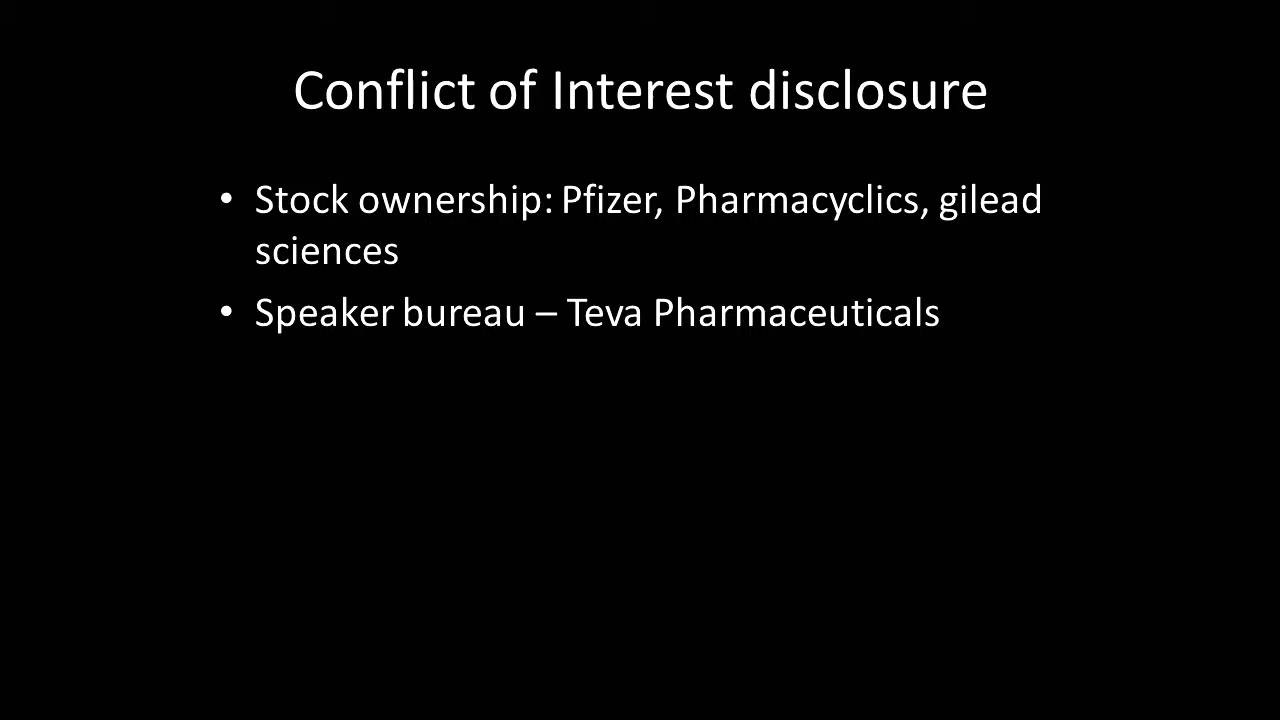 Conflict of Interest disclosure
• Stock ownership: Pfizer, Pharmacyclics, gilead
sciences
• Speaker bureau – Teva Pharmaceuticals